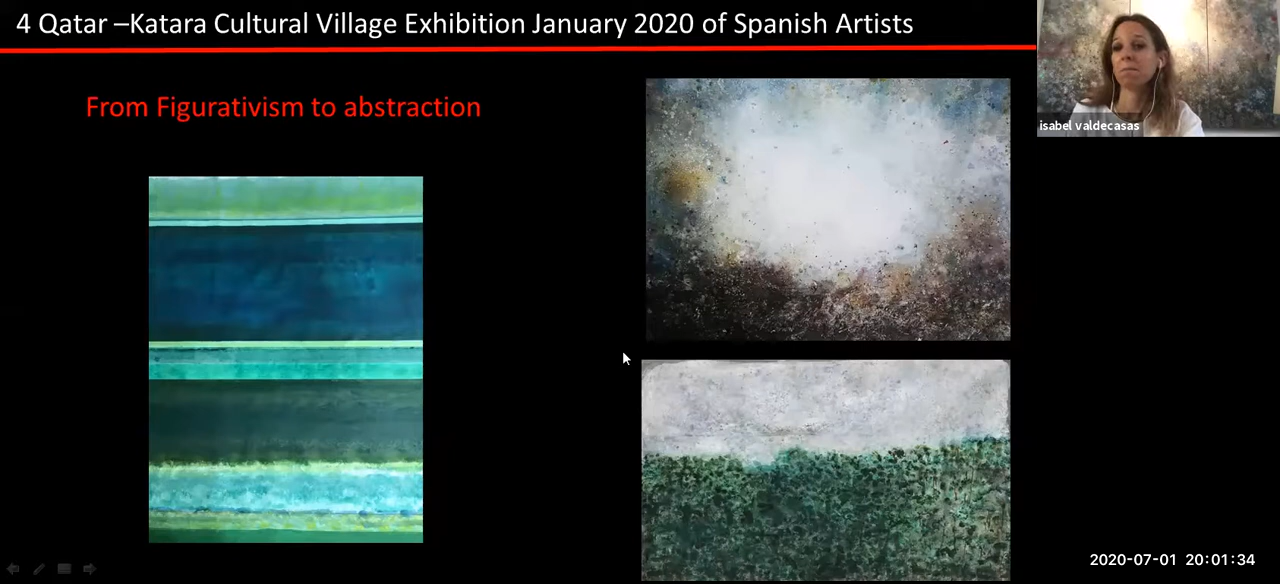 4 Qatar –Katara Cultural Village Exhibition January 2020 of Spanish Artists
From Figurativism to abstraction
isabel valdecasas
2020-07-01 20:01:34